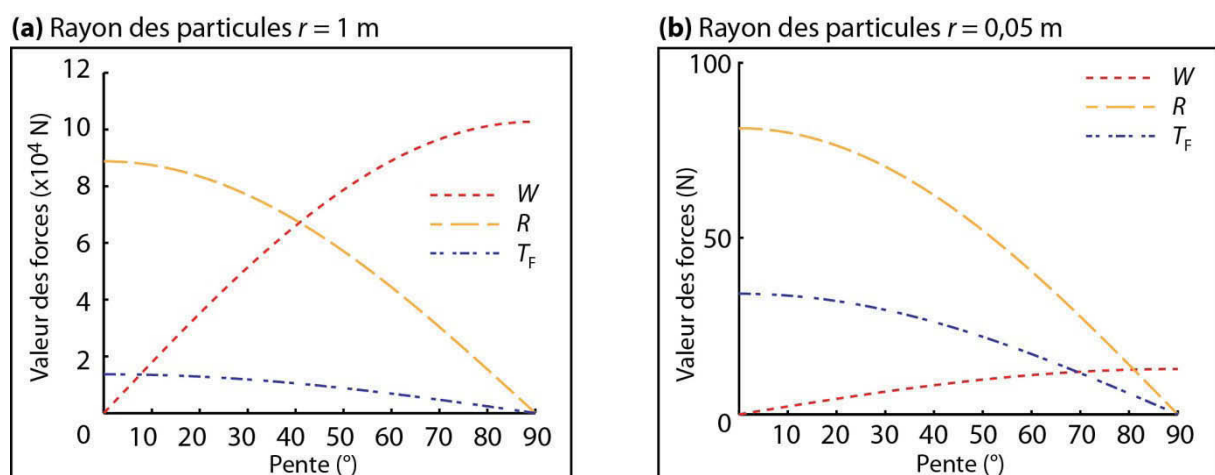 (a) Rayon des particules r = 1 m
12
10
8
6
4
2
0
10 20 30 40 50 60 70 80 90
Valeur des forces (x10⁴ N)
Pente (°)
W
R
T_F
(b) Rayon des particules r = 0,05 m
100
50
0
10 20 30 40 50 60 70 80 90
Valeur des forces (N)
Pente (°)
W
R
T_F